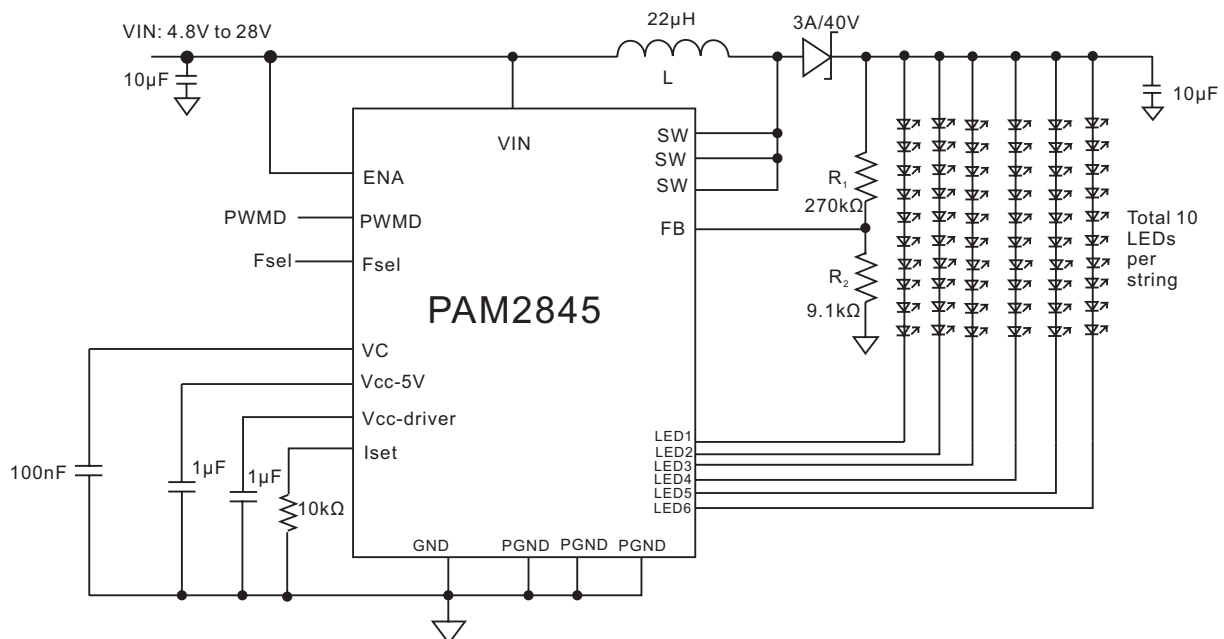 VIN: 4.8V to 28V
22μH
3A/40V
10μF
L
10μF
VIN
SW
SW
SW
ENA
R1
270kΩ
PWMD
PWMD
FB
Total 10
LEDs
per
string
Fsel
Fsel
R2
9.1kΩ
PAM2845
VC
Vcc-5V
Vcc-driver
Iset
LED1
LED2
LED3
LED4
LED5
LED6
100nF
1μF
1μF
10kΩ
GND
PGND
PGND
PGND